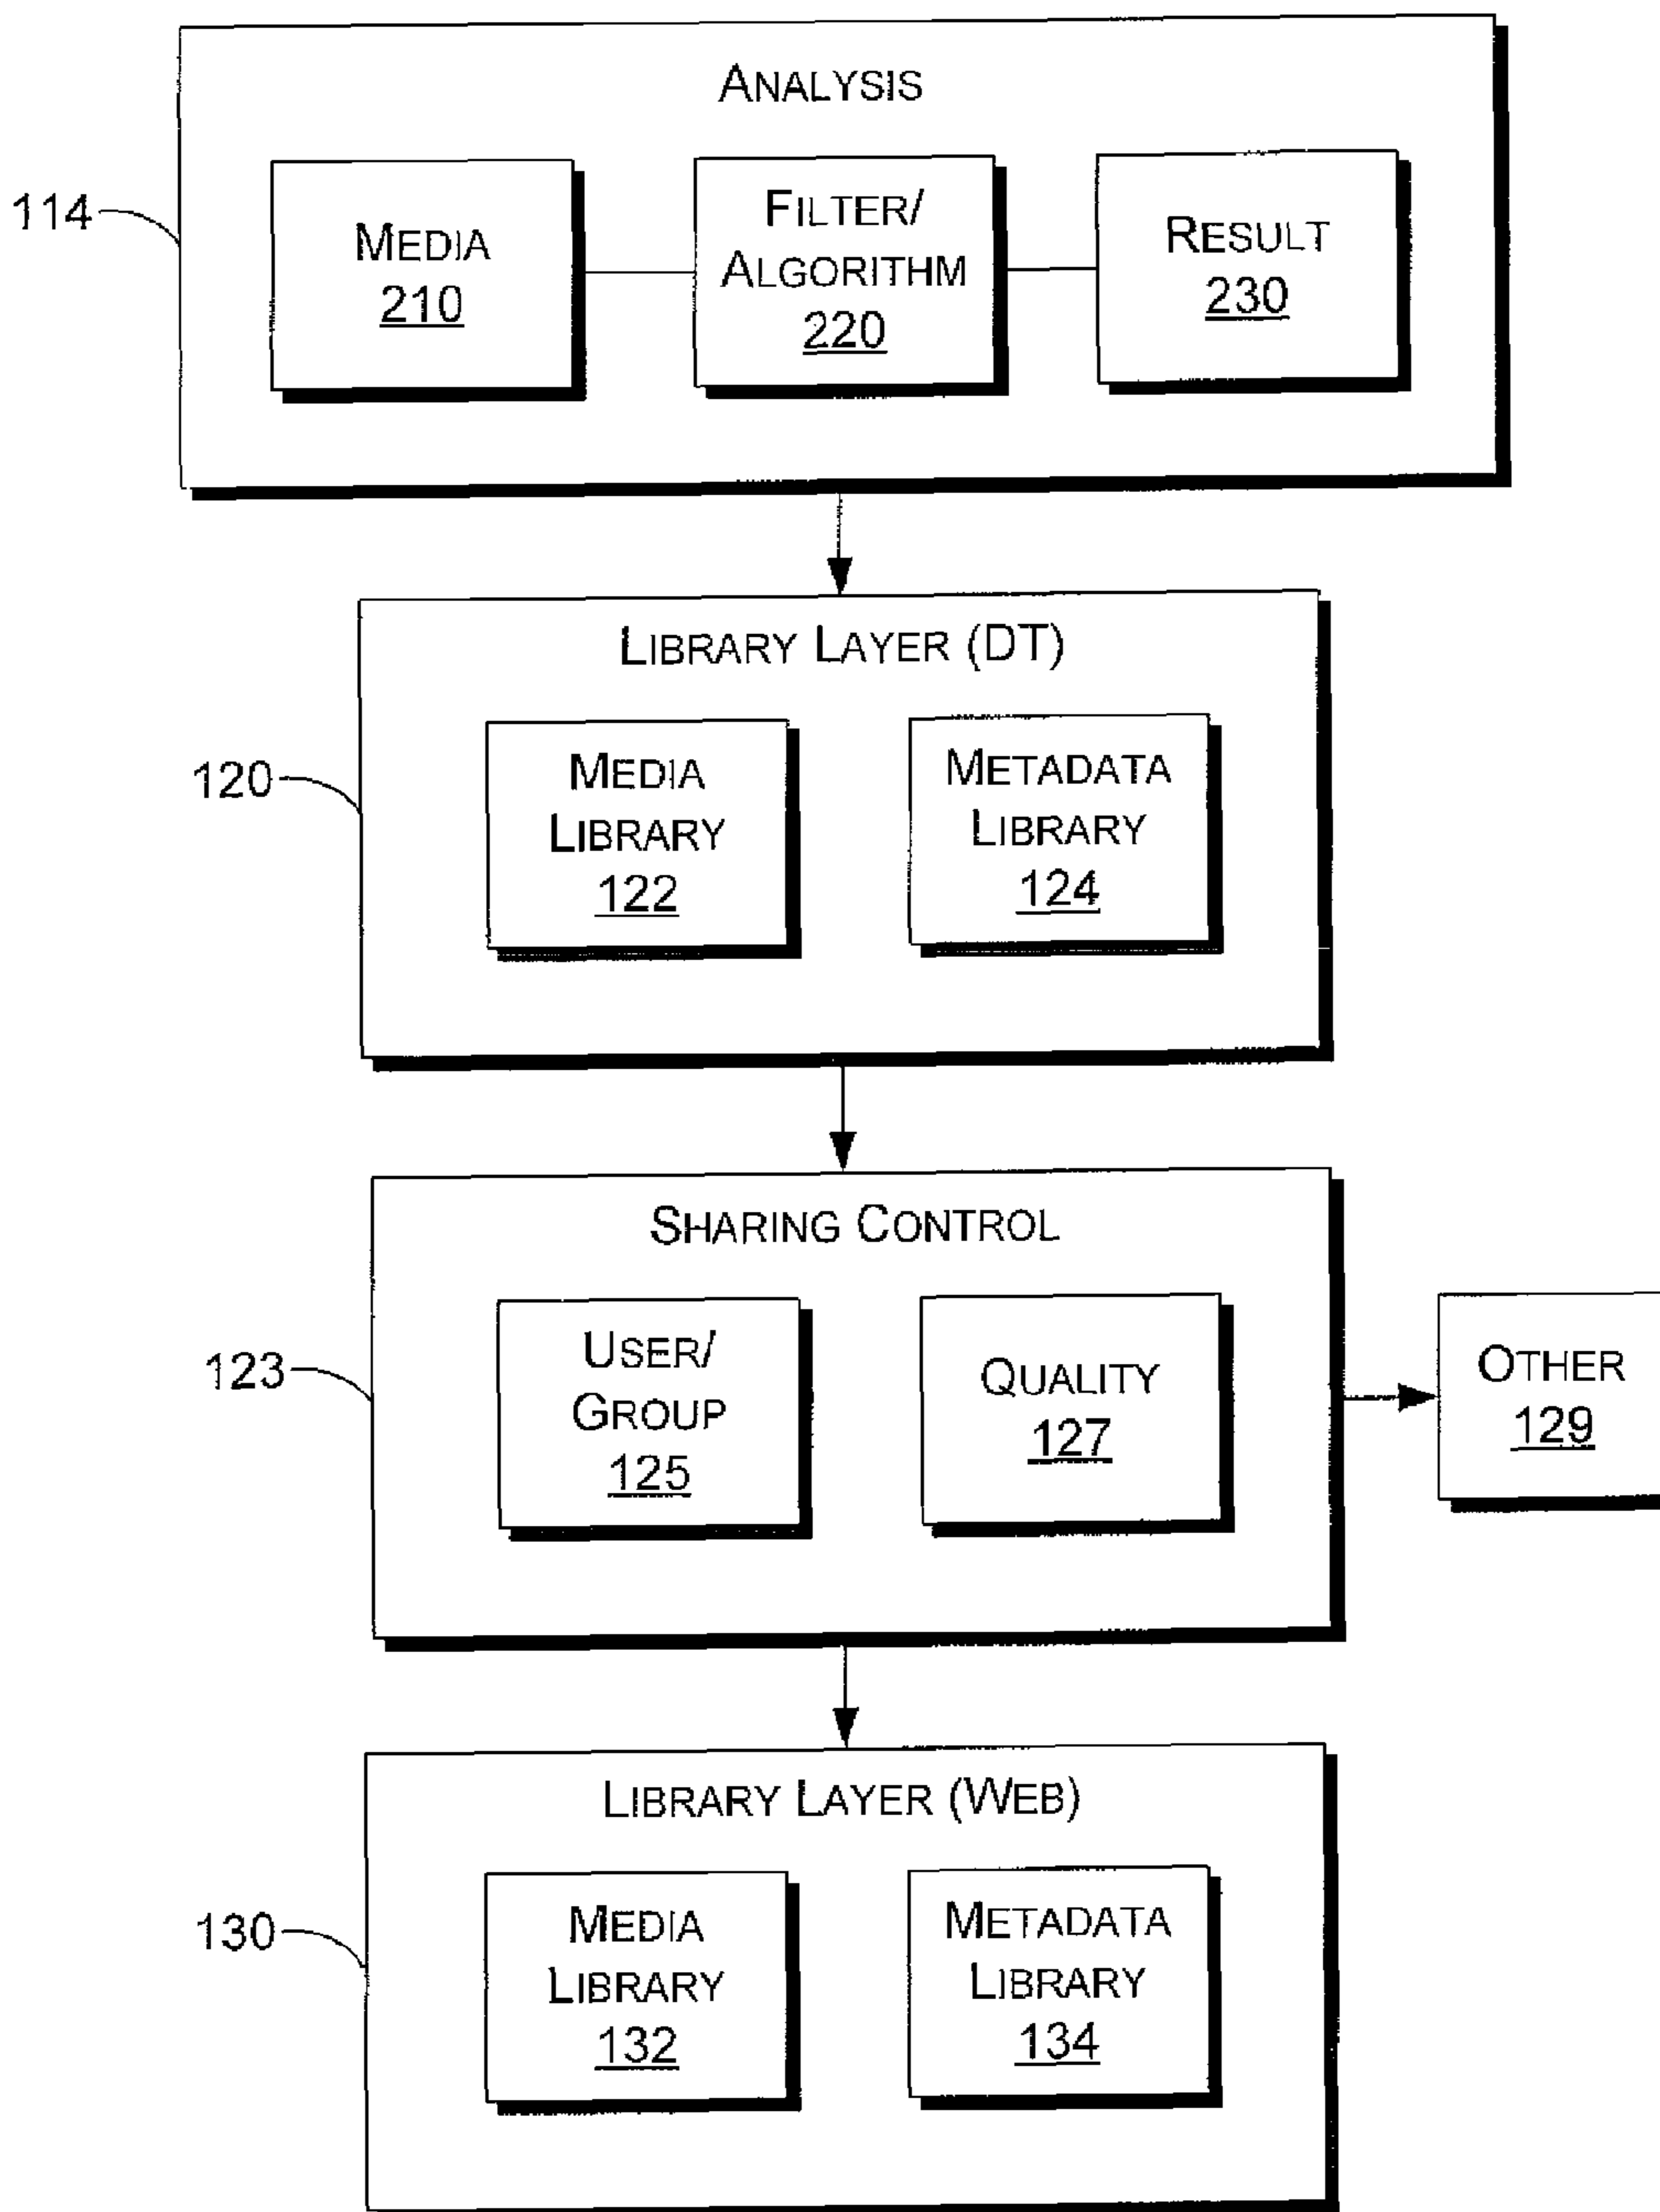 ANALYSIS
114
MEDIA
210
FILTER/
ALGORITHM
220
RESULT
230
LIBRARY LAYER (DT)
120
MEDIA
LIBRARY
122
METADATA
LIBRARY
124
SHARING CONTROL
123
USER/
GROUP
125
QUALITY
127
OTHER
129
LIBRARY LAYER (WEB)
130
MEDIA
LIBRARY
132
METADATA
LIBRARY
134